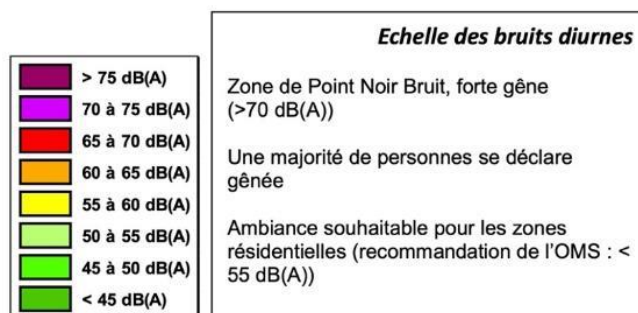 Echelle des bruits diurnes
> 75 dB(A)
70 à 75 dB(A)
65 à 70 dB(A)
60 à 65 dB(A)
55 à 60 dB(A)
50 à 55 dB(A)
45 à 50 dB(A)
< 45 dB(A)
Zone de Point Noir Bruit, forte gêne
(>70 dB(A))
Une majorité de personnes se déclare
gênée
Ambiance souhaitable pour les zones
résidentielles (recommandation de l'OMS : <
55 dB(A))